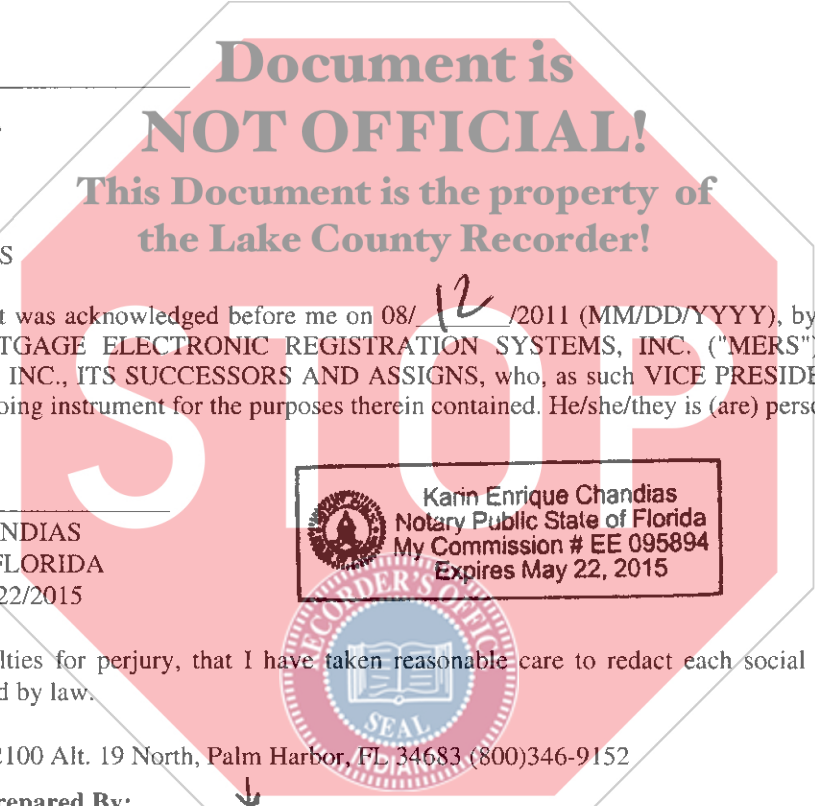 Document is
NOT OFFICIAL!
This Document is the property of
the Lake County Recorder!
S
STOP
t was acknowledged before me on 08/ 12 /2011 (MM/DD/YYYY), by
TGAGE ELECTRONIC REGISTRATION SYSTEMS, INC. ("MERS")
INC., ITS SUCCESSORS AND ASSIGNS, who, as such VICE PRESIDE
oing instrument for the purposes therein contained. He/she/they is (are) perso
Karin Enrique Chandias
Notary Public State of Florida
My Commission # EE 095894
Expires May 22, 2015
NDIAS
FLORIDA
22/2015
RECORDER'S OFFICE
SEAL
INDIANA
lties for perjury, that I have taken reasonable care to redact each social
d by law.
2100 Alt. 19 North, Palm Harbor, FL 34683 (800)346-9152
repared By: